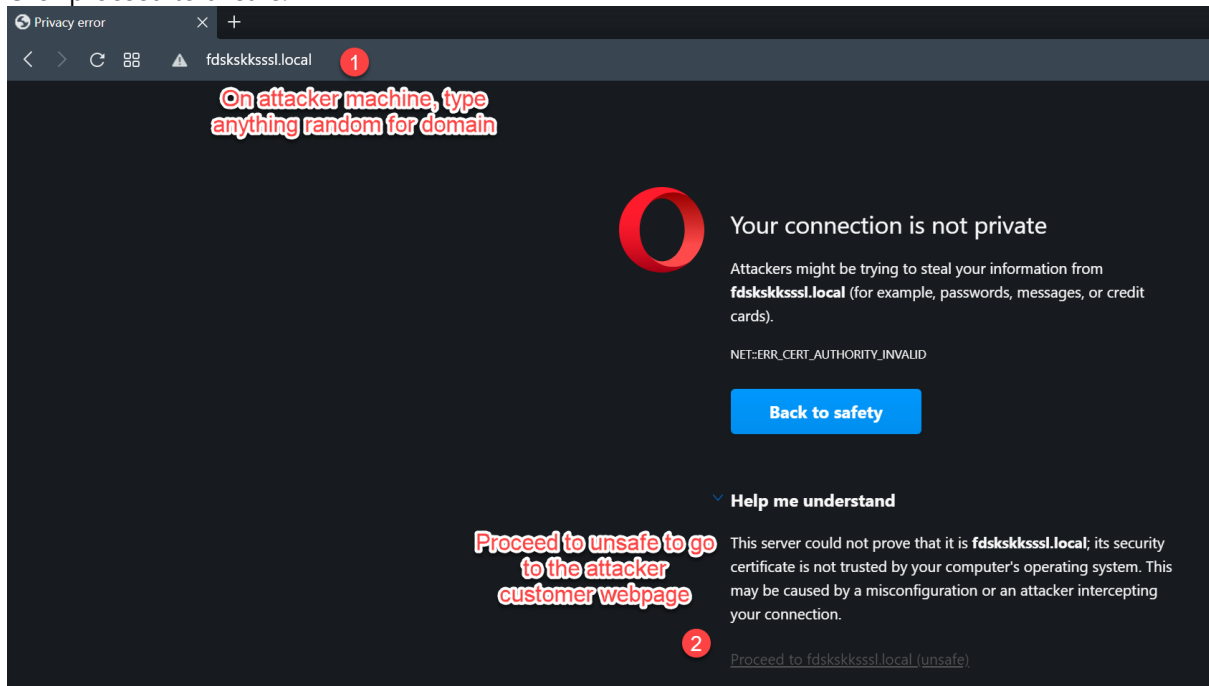 Privacy error
fdskskksssl.local
1
On attacker machine, type
anything random for domain
Your connection is not private
Attackers might be trying to steal your information from
fdskskksssl.local (for example, passwords, messages, or credit
cards).
NET::ERR_CERT_AUTHORITY_INVALID
Back to safety
Help me understand
Proceed to unsafe to go
to the attacker
customer webpage
This server could not prove that it is fdskskksssl.local; its security
certificate is not trusted by your computer's operating system. This
may be caused by a misconfiguration or an attacker intercepting
your connection.
2
Proceed to fdskskksssl.local (unsafe)